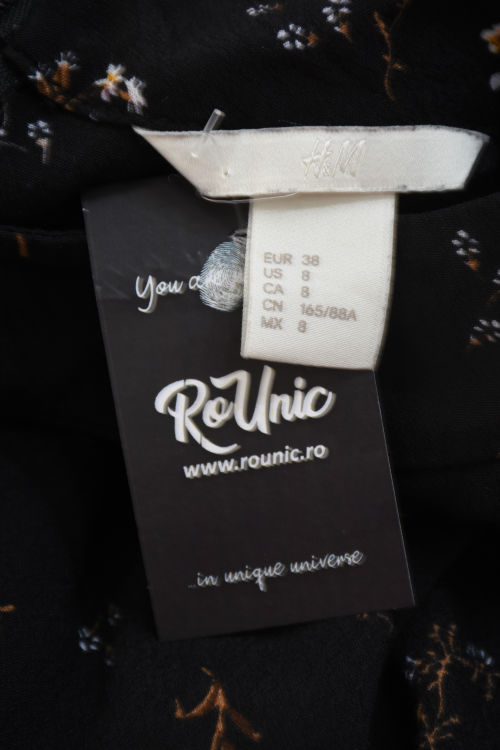 H&M
EUR 38
US 8
CA 8
CN 165/88A
MX 8
You a
RoUnic
www.rounic.ro
in unique universe